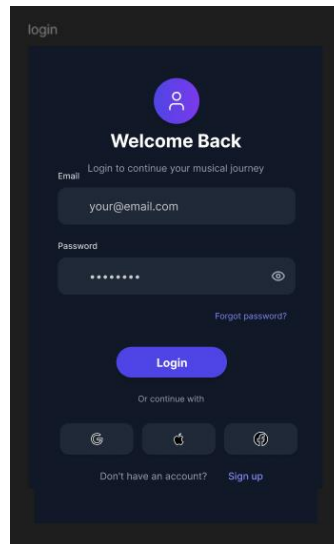 login
Welcome Back
Login to continue your musical journey
Email
your@email.com
Password
••••••••
Forgot password?
Login
Or continue with
Don't have an account? Sign up